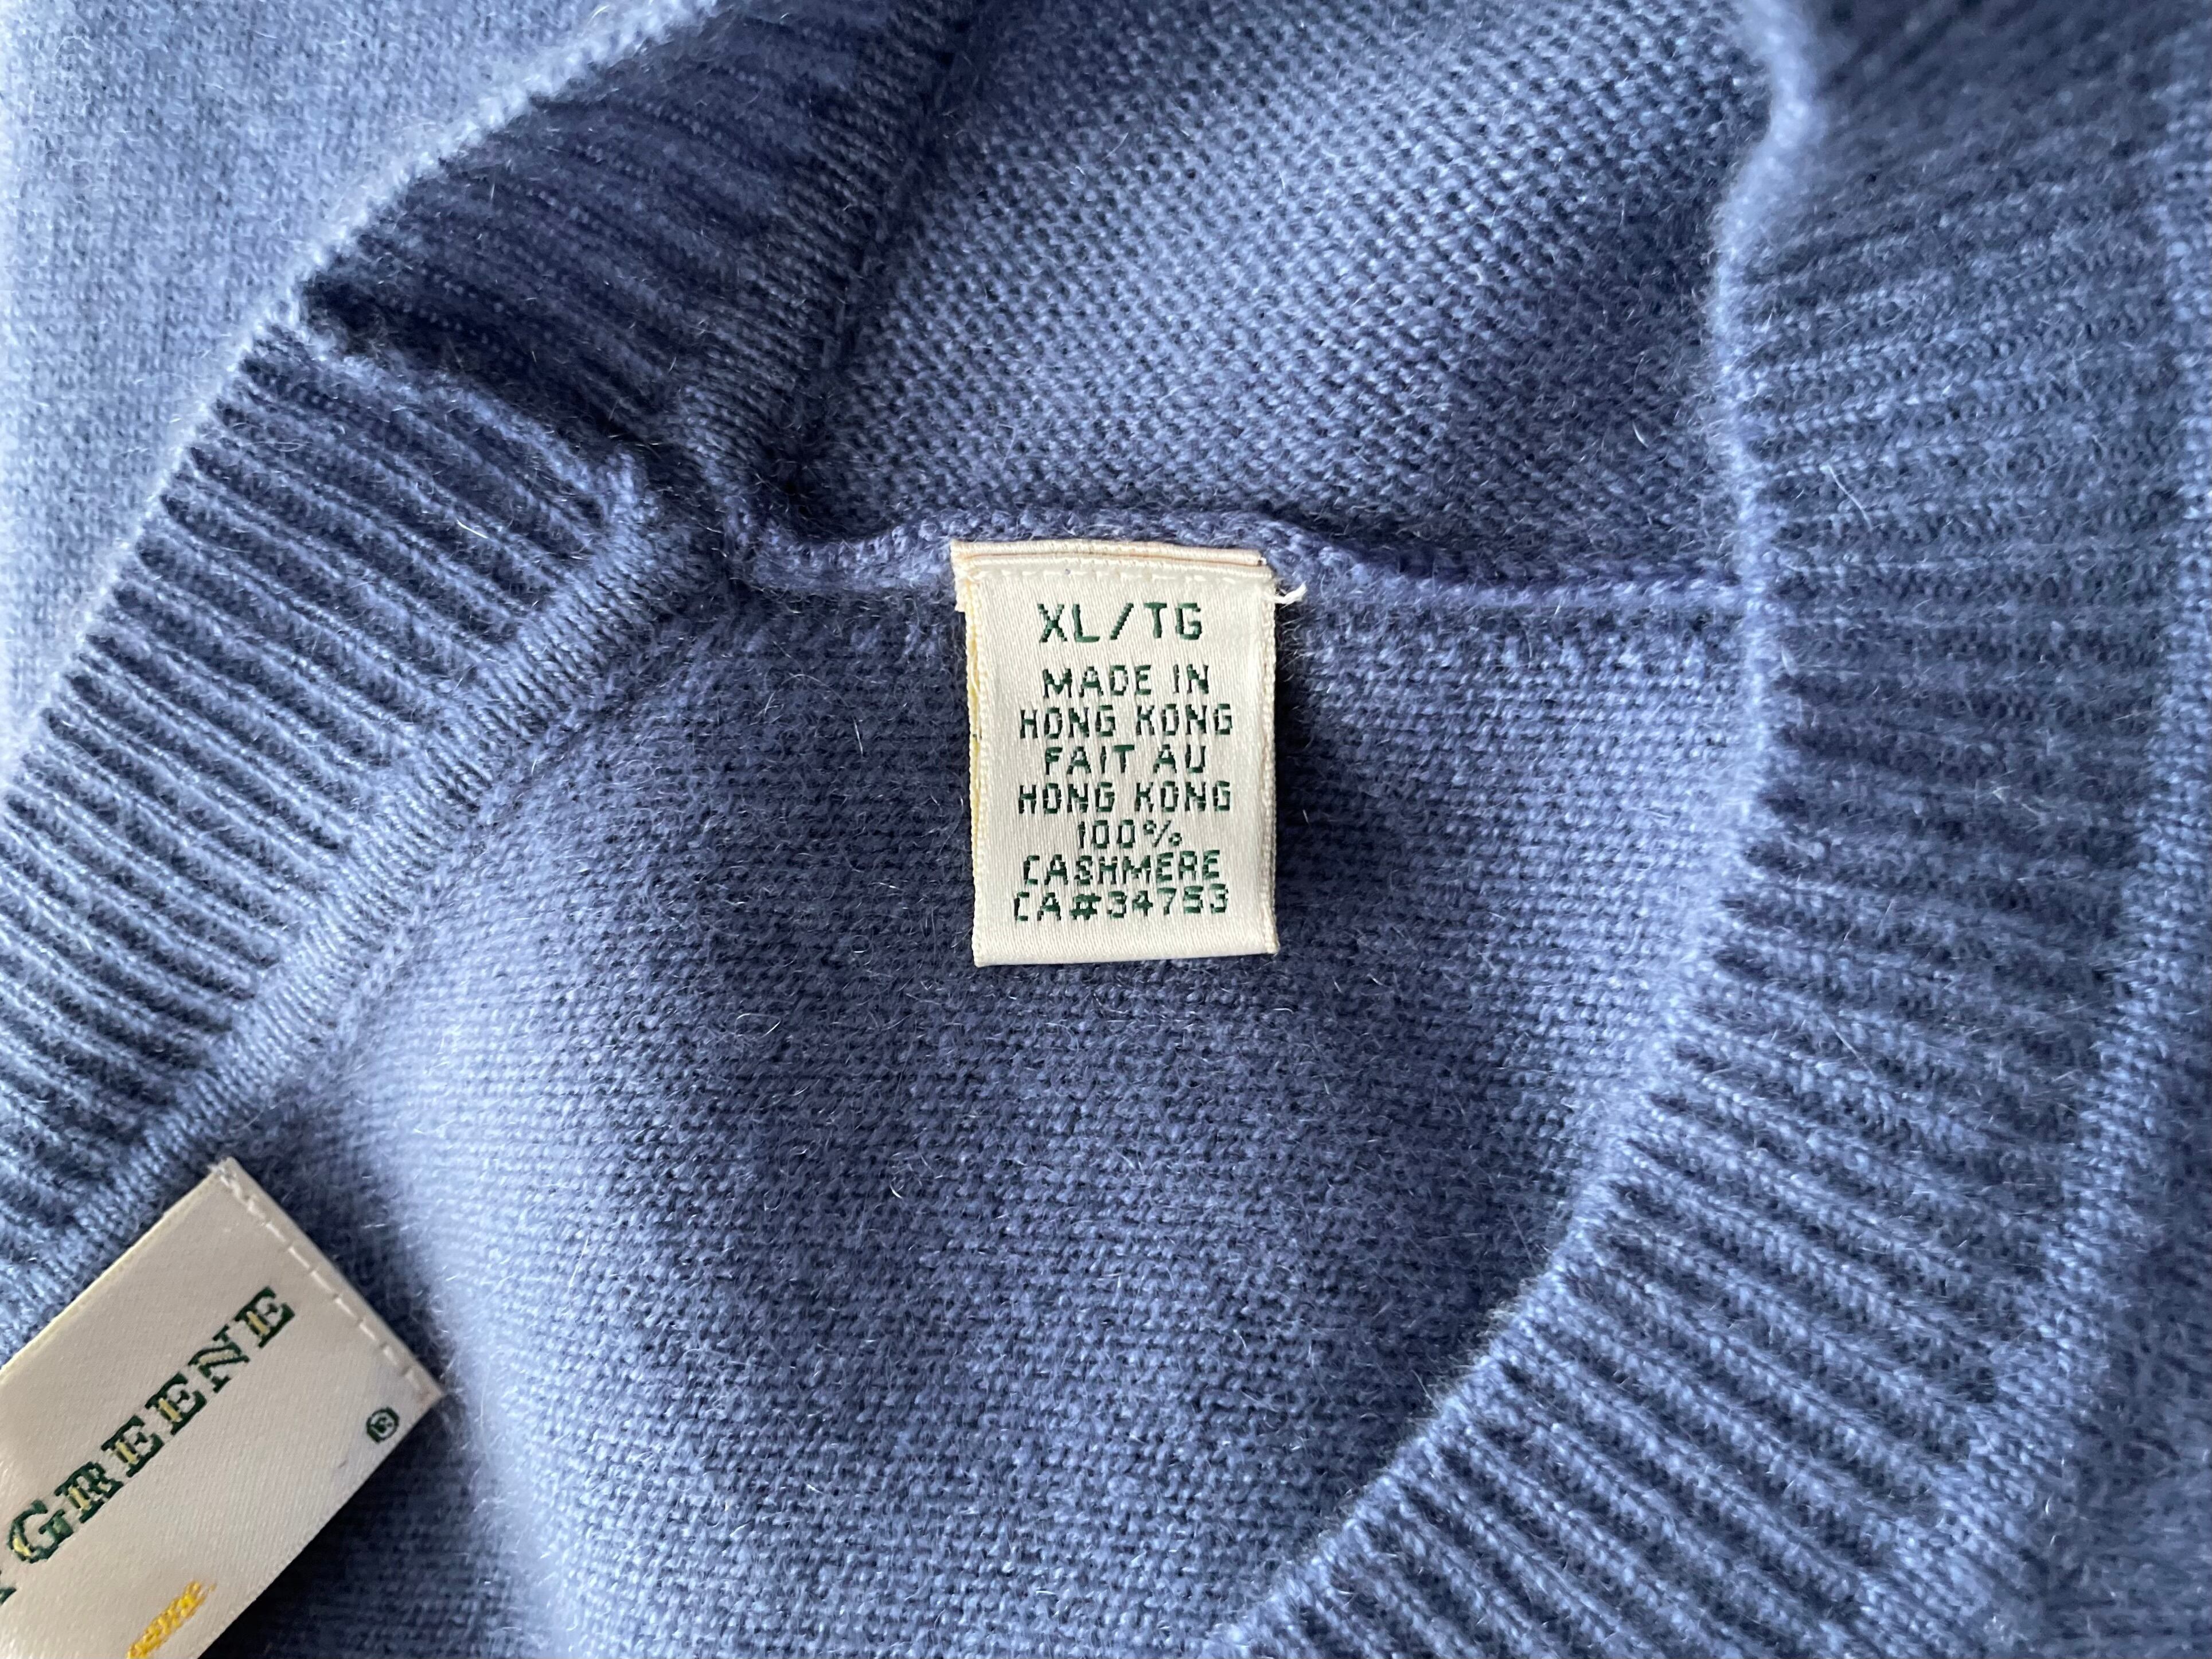 XL/TG
MADE IN
HONG KONG
FAIT AU
HONG KONG
100%
CASHMERE
CA#34753
GREENE
®